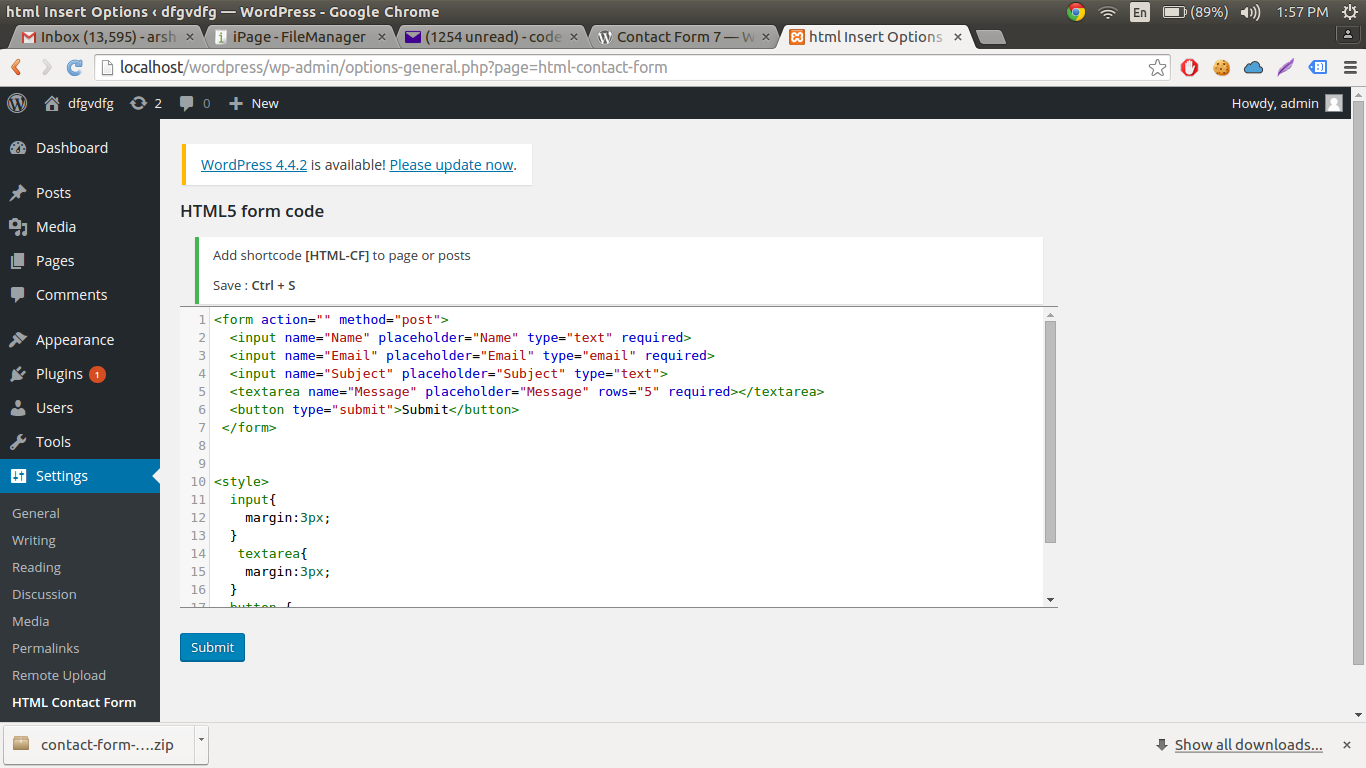 html Insert Options ‹ dfgvdfg — WordPress - Google Chrome
En
(89%)
1:57 PM
Inbox (13,595) - arsh
iPage - FileManager
(1254 unread) - code
Contact Form 7 — W
html Insert Options
localhost/wordpress/wp-admin/options-general.php?page=html-contact-form
dfgvdfg
2
0
New
Howdy, admin
Dashboard
Posts
Media
Pages
Comments
Appearance
Plugins 1
Users
Tools
Settings
General
Writing
Reading
Discussion
Media
Permalinks
Remote Upload
HTML Contact Form
WordPress 4.4.2 is available! Please update now.
HTML5 form code
Add shortcode [HTML-CF] to page or posts
Save : Ctrl + S
1 <form action="" method="post">
2 <input name="Name" placeholder="Name" type="text" required>
3 <input name="Email" placeholder="Email" type="email" required>
4 <input name="Subject" placeholder="Subject" type="text">
5 <textarea name="Message" placeholder="Message" rows="5" required></textarea>
6 <button type="submit">Submit</button>
7 </form>
8
9
10 <style>
11 input{
12 margin:3px;
13 }
14 textarea{
15 margin:3px;
16 }
17 button {
Submit
contact-form-....zip
Show all downloads...